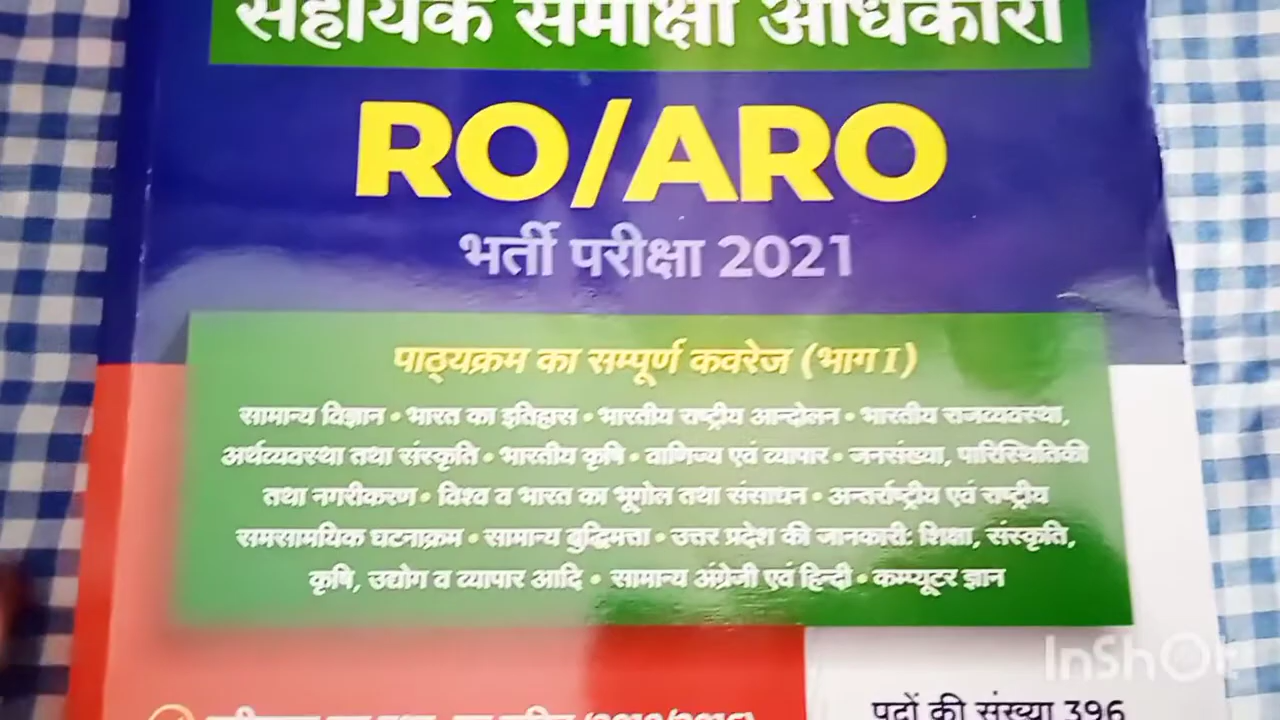 सहायक समीक्षा अधिकारी
RO/ARO
भर्ती परीक्षा 2021
पाठ्यक्रम का सम्पूर्ण कवरेज (भाग I)
सामान्य विज्ञान • भारत का इतिहास • भारतीय राष्ट्रीय आन्दोलन • भारतीय राजव्यवस्था,
अर्थव्यवस्था तथा संस्कृति • भारतीय कृषि • वाणिज्य एवं व्यापार • जनसंख्या, पारिस्थितिकी
तथा नगरीकरण • विश्व व भारत का भूगोल तथा संसाधन • अन्तर्राष्ट्रीय एवं राष्ट्रीय
समसामयिक घटनाक्रम • सामान्य बुद्धिमत्ता • उत्तर प्रदेश की जानकारी: शिक्षा, संस्कृति,
कृषि, उद्योग व व्यापार आदि • सामान्य अंग्रेजी एवं हिन्दी • कम्प्यूटर ज्ञान
पदों की संख्या 396
InShOt